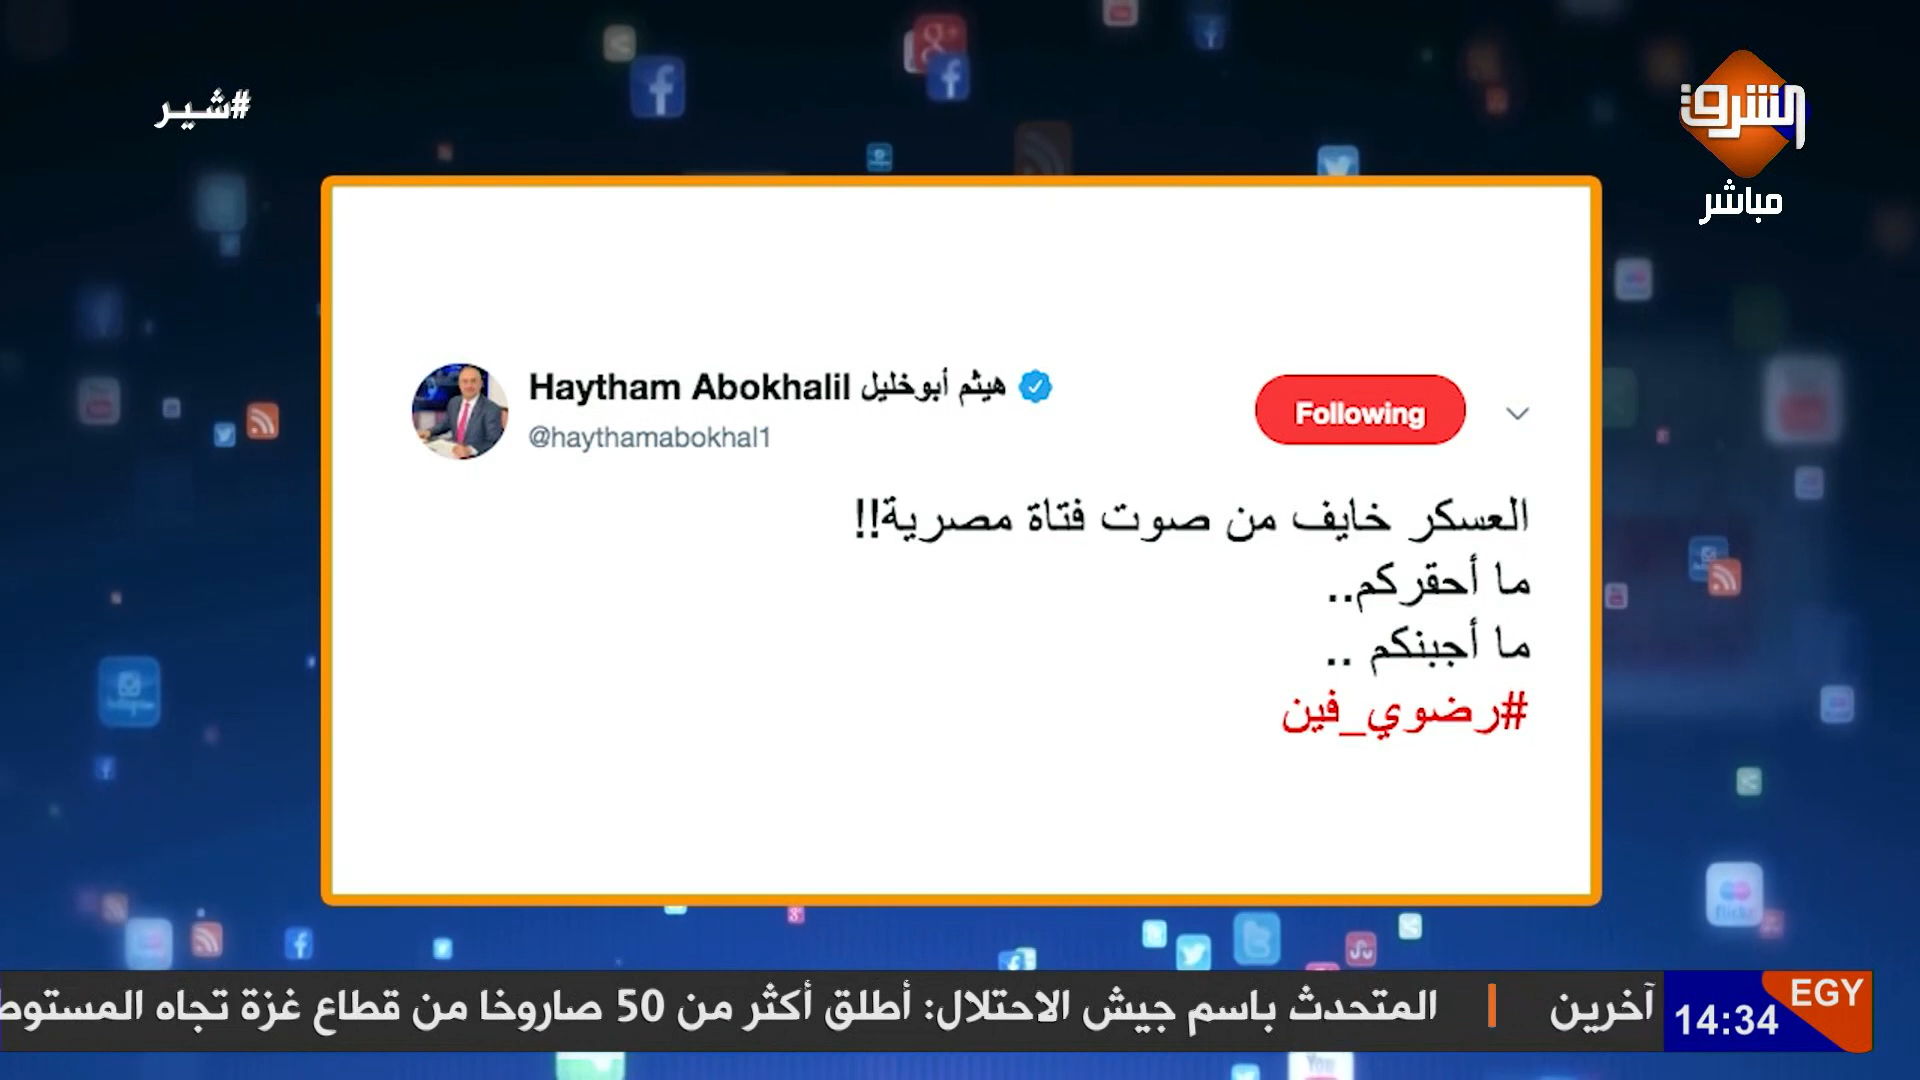 #شير
الشرق
مباشر
Haytham Abokhalil هيثم أبوخليل
@haythamabokhal1
Following
العسكر خايف من صوت فتاة مصرية!!
ما أحقركم..
ما أجبنكم ..
#رضوي_فين
EGY
14:34
آخرين | المتحدث باسم جيش الاحتلال: أطلق أكثر من 50 صاروخا من قطاع غزة تجاه